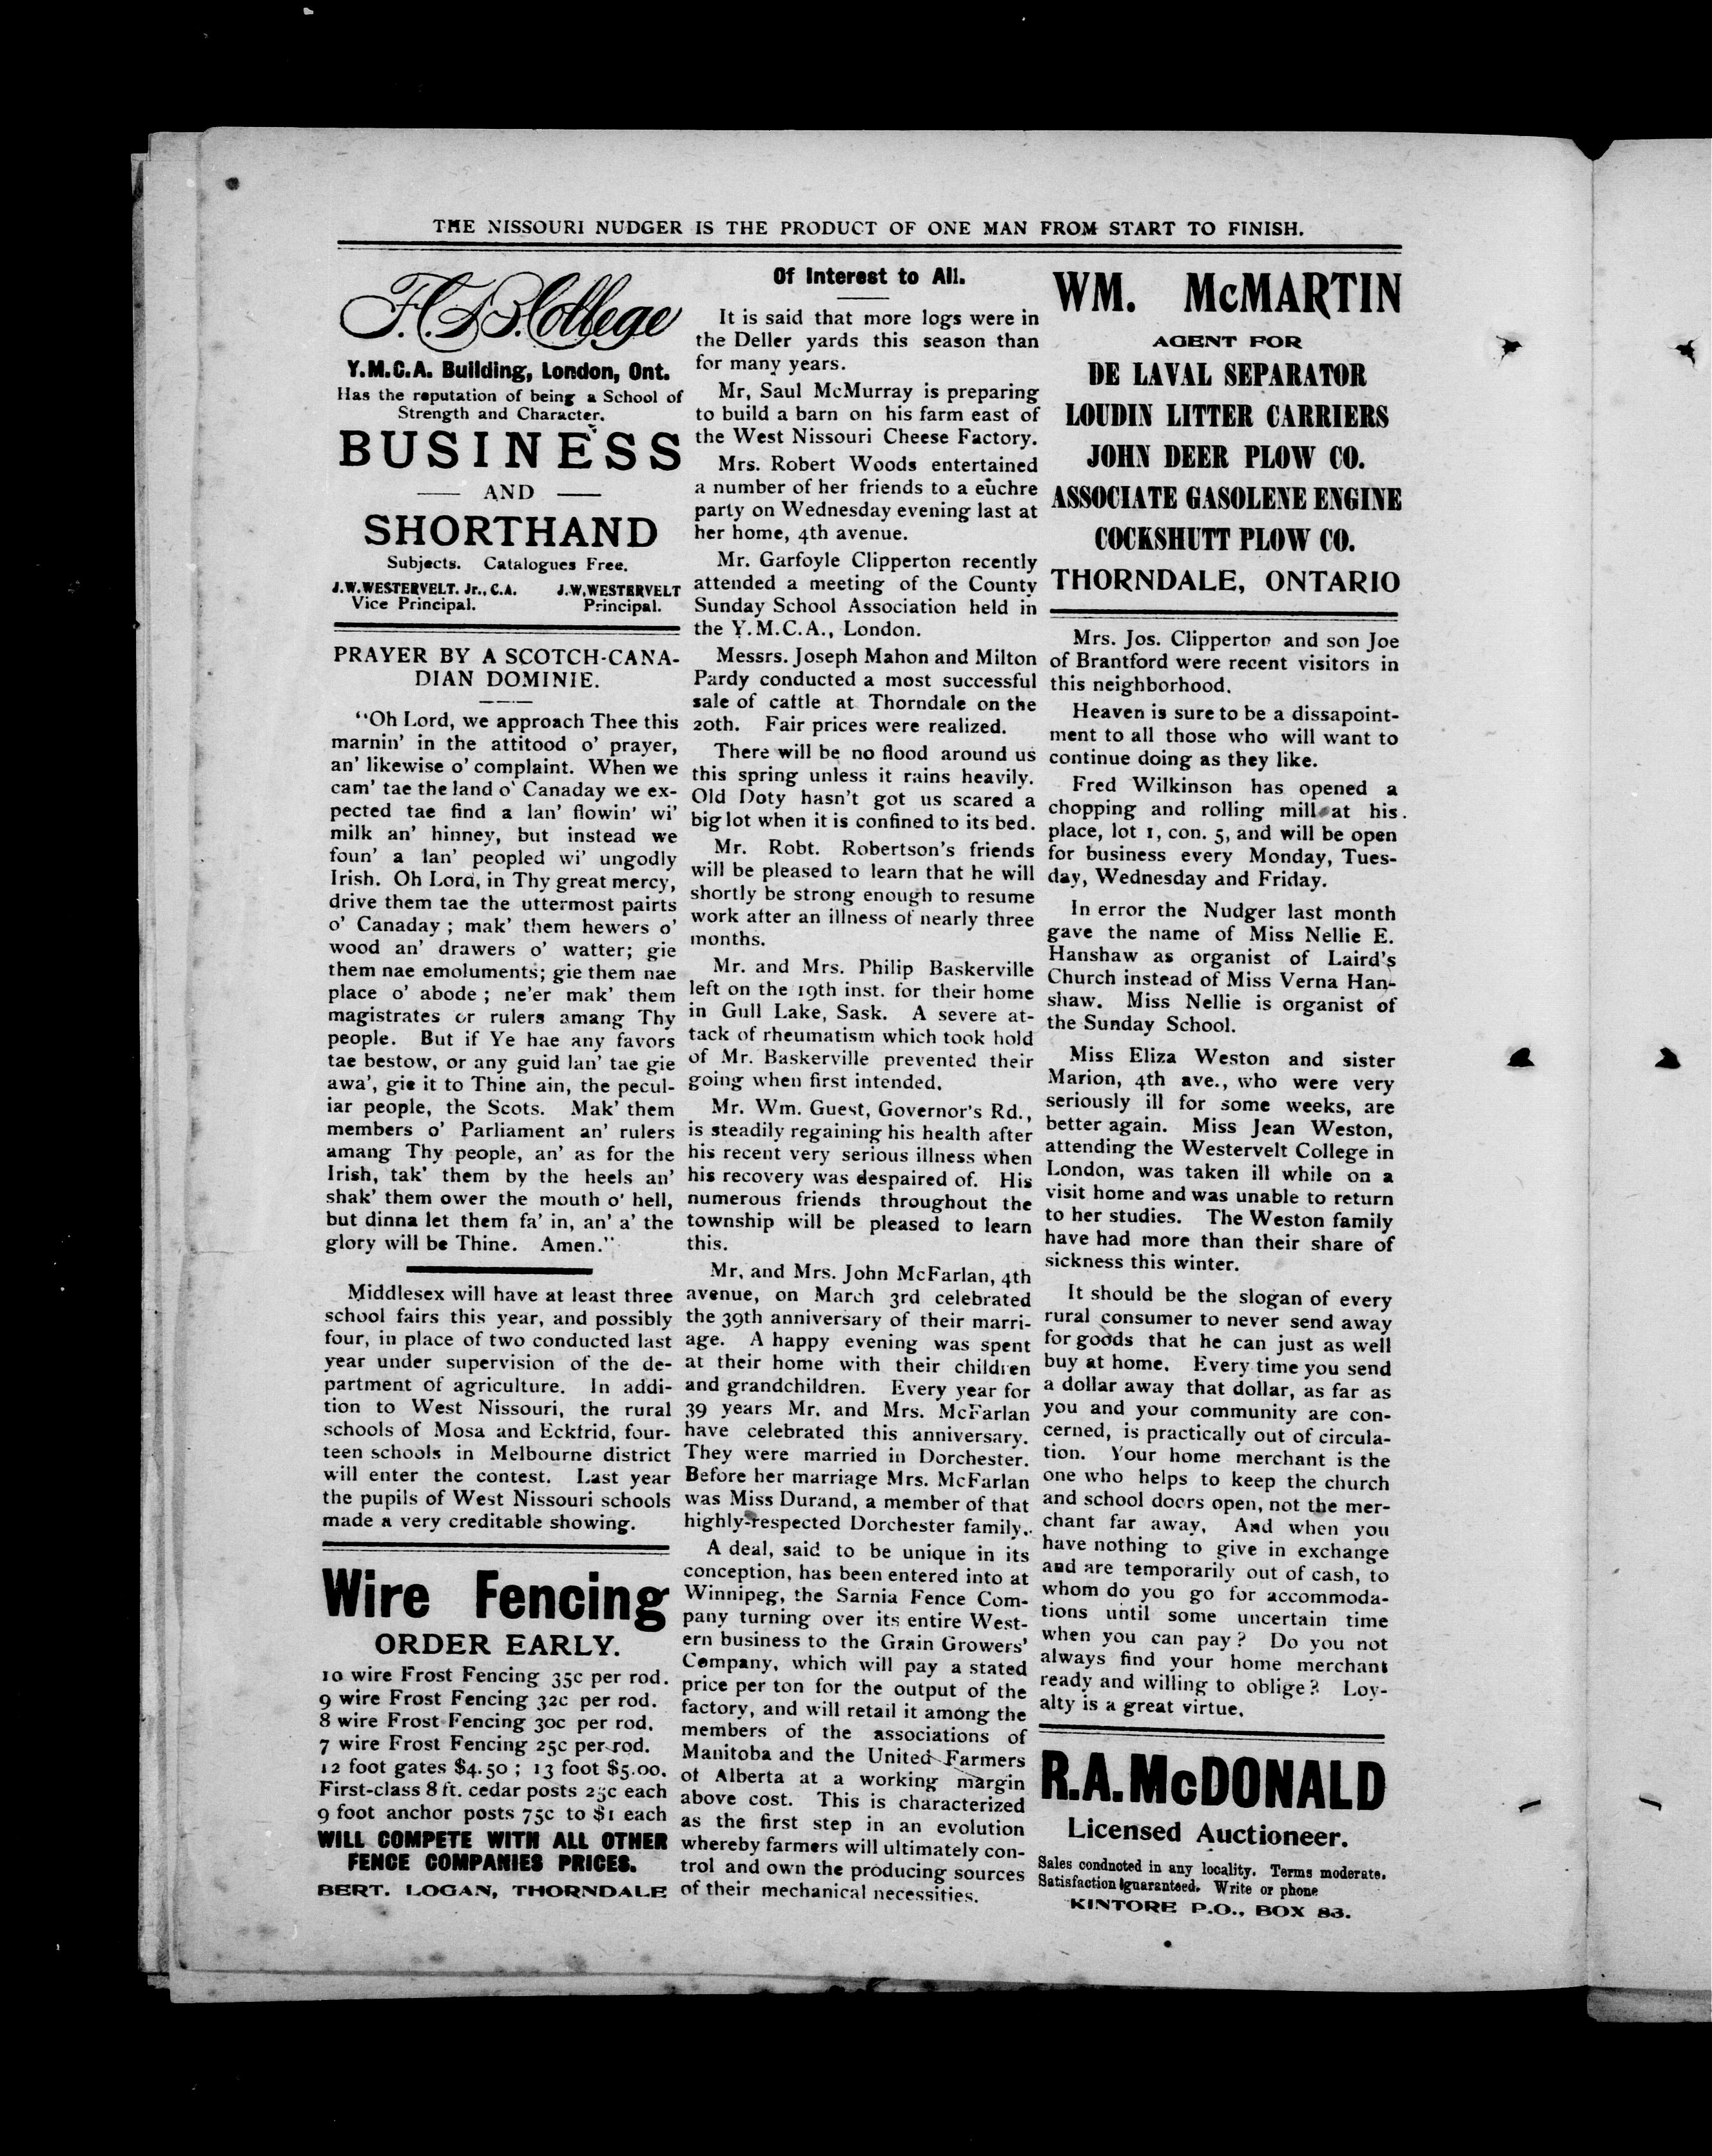 THE NISSOURI NUDGER IS THE PRODUCT OF ONE MAN FROM START TO FINISH.
F.C.B. College
Y.M.C.A. Building, London, Ont.
Has the reputation of being a School of
Strength and Character.
BUSINESS
AND
SHORTHAND
Subjects. Catalogues Free.
J.W.WESTERVELT. Jr., C.A. J.W.WESTERVELT
Vice Principal. Principal.
PRAYER BY A SCOTCH-CANA-
DIAN DOMINIE.
"Oh Lord, we approach Thee this
marnin' in the attitood o' prayer,
an' likewise o' complaint. When we
cam' tae the land o' Canaday we ex-
pected tae find a lan' flowin' wi'
milk an' hinney, but instead we
foun' a lan' peopled wi' ungodly
Irish. Oh Lord, in Thy great mercy,
drive them tae the uttermost pairts
o' Canaday ; mak' them hewers o'
wood an' drawers o' watter; gie
them nae emoluments; gie them nae
place o' abode ; ne'er mak' them
magistrates or rulers amang Thy
people. But if Ye hae any favors
tae bestow, or any guid lan' tae gie
awa', gie it to Thine ain, the pecul-
iar people, the Scots. Mak' them
members o' Parliament an' rulers
amang Thy people, an' as for the
Irish, tak' them by the heels an'
shak' them ower the mouth o' hell,
but dinna let them fa' in, an' a' the
glory will be Thine. Amen."
Middlesex will have at least three
school fairs this year, and possibly
four, in place of two conducted last
year under supervision of the de-
partment of agriculture. In addi-
tion to West Nissouri, the rural
schools of Mosa and Eckfrid, four-
teen schools in Melbourne district
will enter the contest. Last year
the pupils of West Nissouri schools
made a very creditable showing.
Wire Fencing
ORDER EARLY.
10 wire Frost Fencing 35c per rod.
9 wire Frost Fencing 32c per rod.
8 wire Frost Fencing 30c per rod.
7 wire Frost Fencing 25c per rod.
12 foot gates $4.50 ; 13 foot $5.00.
First-class 8 ft. cedar posts 25c each
9 foot anchor posts 75c to $1 each
WILL COMPETE WITH ALL OTHER
FENCE COMPANIES PRICES.
BERT. LOGAN, THORNDALE
Of Interest to All.
It is said that more logs were in
the Deller yards this season than
for many years.
Mr, Saul McMurray is preparing
to build a barn on his farm east of
the West Nissouri Cheese Factory.
Mrs. Robert Woods entertained
a number of her friends to a euchre
party on Wednesday evening last at
her home, 4th avenue.
Mr. Garfoyle Clipperton recently
attended a meeting of the County
Sunday School Association held in
the Y.M.C.A., London.
Messrs. Joseph Mahon and Milton
Pardy conducted a most successful
sale of cattle at Thorndale on the
20th. Fair prices were realized.
There will be no flood around us
this spring unless it rains heavily.
Old Doty hasn't got us scared a
big lot when it is confined to its bed.
Mr. Robt. Robertson's friends
will be pleased to learn that he will
shortly be strong enough to resume
work after an illness of nearly three
months.
Mr. and Mrs. Philip Baskerville
left on the 19th inst. for their home
in Gull Lake, Sask. A severe at-
tack of rheumatism which took hold
of Mr. Baskerville prevented their
going when first intended.
Mr. Wm. Guest, Governor's Rd.,
is steadily regaining his health after
his recent very serious illness when
his recovery was despaired of. His
numerous friends throughout the
township will be pleased to learn
this.
Mr, and Mrs. John McFarlan, 4th
avenue, on March 3rd celebrated
the 39th anniversary of their marri-
age. A happy evening was spent
at their home with their children
and grandchildren. Every year for
39 years Mr. and Mrs. McFarlan
have celebrated this anniversary.
They were married in Dorchester.
Before her marriage Mrs. McFarlan
was Miss Durand, a member of that
highly-respected Dorchester family.
A deal, said to be unique in its
conception, has been entered into at
Winnipeg, the Sarnia Fence Com-
pany turning over its entire West-
ern business to the Grain Growers'
Company, which will pay a stated
price per ton for the output of the
factory, and will retail it among the
members of the associations of
Manitoba and the United Farmers
of Alberta at a working margin
above cost. This is characterized
as the first step in an evolution
whereby farmers will ultimately con-
trol and own the producing sources
of their mechanical necessities.
WM. McMARTIN
AGENT FOR
DE LAVAL SEPARATOR
LOUDIN LITTER CARRIERS
JOHN DEER PLOW CO.
ASSOCIATE GASOLENE ENGINE
COCKSHUTT PLOW CO.
THORNDALE, ONTARIO
Mrs. Jos. Clipperton and son Joe
of Brantford were recent visitors in
this neighborhood.
Heaven is sure to be a dissapoint-
ment to all those who will want to
continue doing as they like.
Fred Wilkinson has opened a
chopping and rolling mill at his
place, lot 1, con. 5, and will be open
for business every Monday, Tues-
day, Wednesday and Friday.
In error the Nudger last month
gave the name of Miss Nellie E.
Hanshaw as organist of Laird's
Church instead of Miss Verna Han-
shaw. Miss Nellie is organist of
the Sunday School.
Miss Eliza Weston and sister
Marion, 4th ave., who were very
seriously ill for some weeks, are
better again. Miss Jean Weston,
attending the Westervelt College in
London, was taken ill while on a
visit home and was unable to return
to her studies. The Weston family
have had more than their share of
sickness this winter.
It should be the slogan of every
rural consumer to never send away
for goods that he can just as well
buy at home. Every time you send
a dollar away that dollar, as far as
you and your community are con-
cerned, is practically out of circula-
tion. Your home merchant is the
one who helps to keep the church
and school doors open, not the mer-
chant far away, And when you
have nothing to give in exchange
and are temporarily out of cash, to
whom do you go for accommoda-
tions until some uncertain time
when you can pay? Do you not
always find your home merchant
ready and willing to oblige? Loy-
alty is a great virtue.
R.A. McDONALD
Licensed Auctioneer.
Sales condncted in any locality. Terms moderate.
Satisfaction guaranteed. Write or phone
KINTORE P.O., BOX 83.